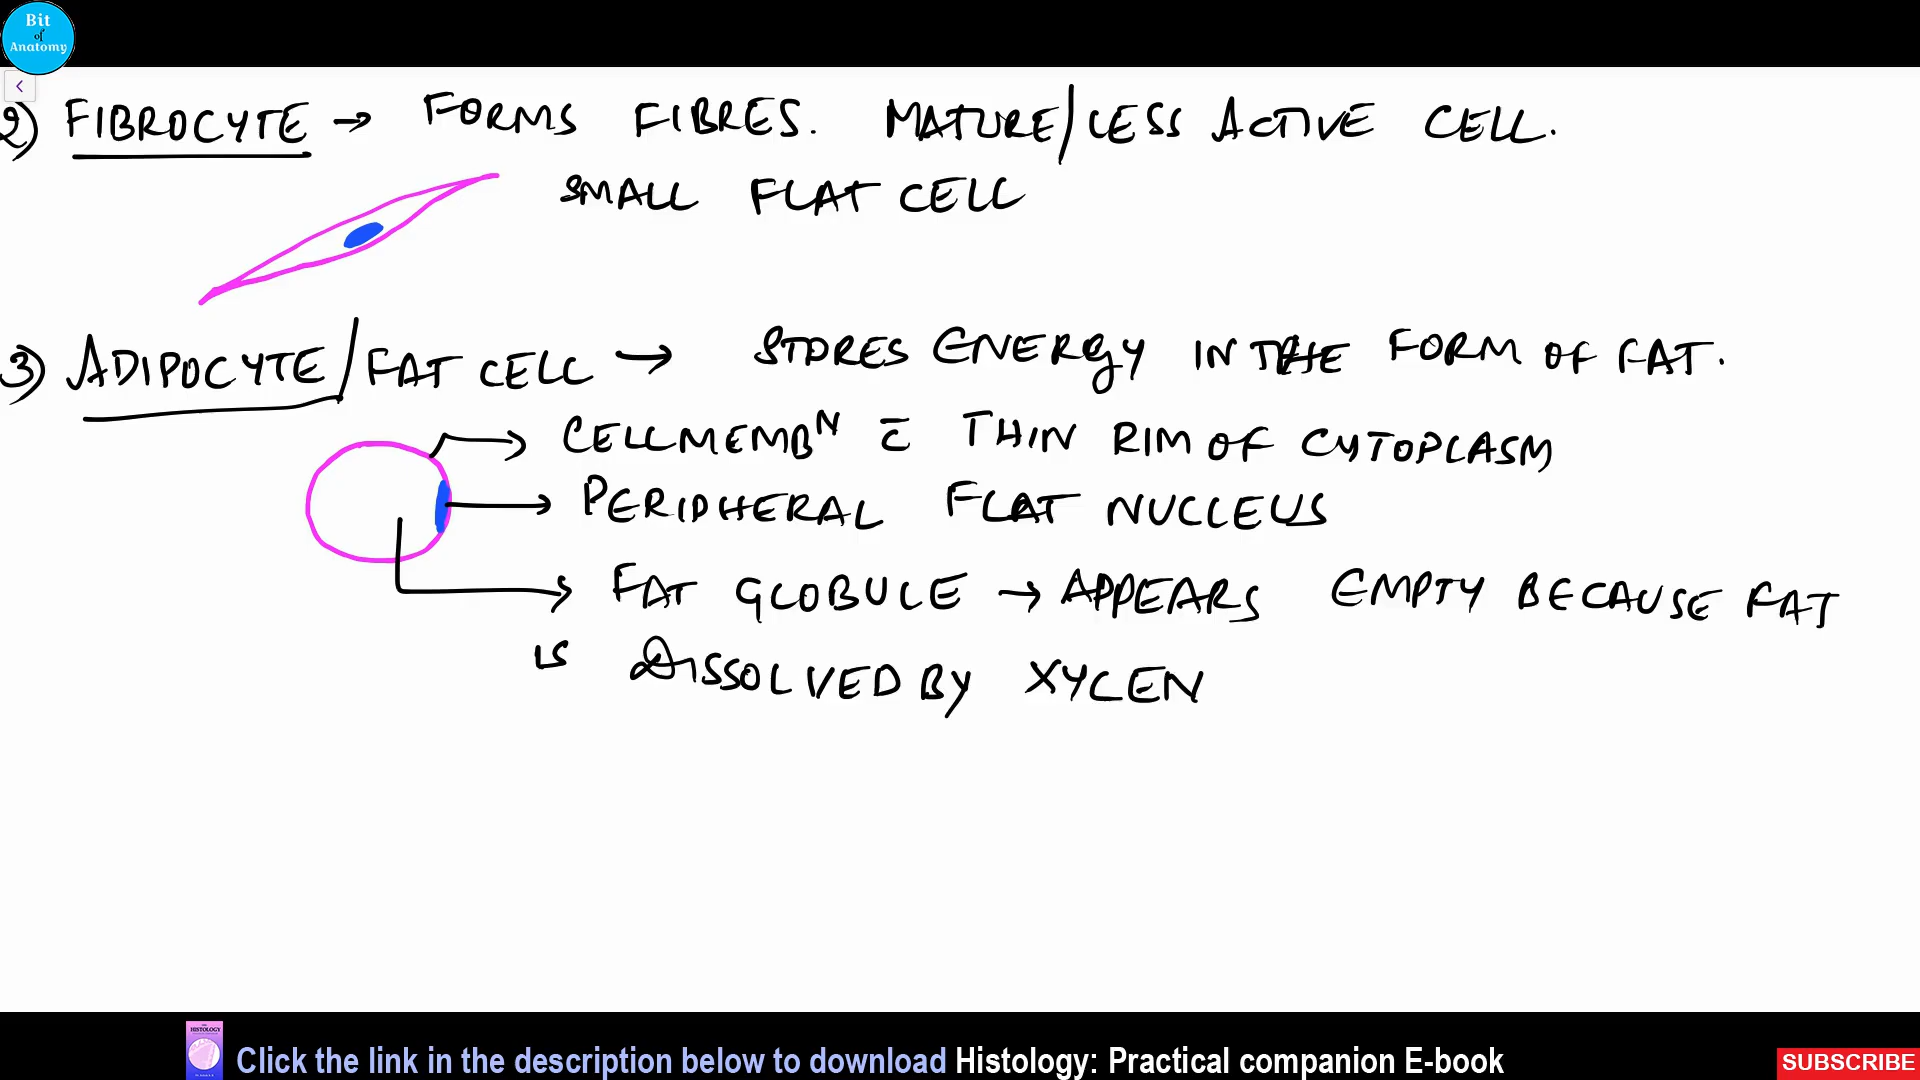 Bit
of
Anatomy
2) FIBROCYTE → FORMS FIBRES. MATURE/LESS ACTIVE CELL.
SMALL FLAT CELL
3) ADIPOCYTE/FAT CELL → STORES ENERGY IN THE FORM OF FAT.
CELLMEMBᴺ c̄ THIN RIM OF CYTOPLASM
PERIPHERAL FLAT NUCLEUS
FAT GLOBULE → APPEARS EMPTY BECAUSE FAT
IS DISSOLVED BY XYLEN
HISTOLOGY
Click the link in the description below to download Histology: Practical companion E-book
SUBSCRIBE